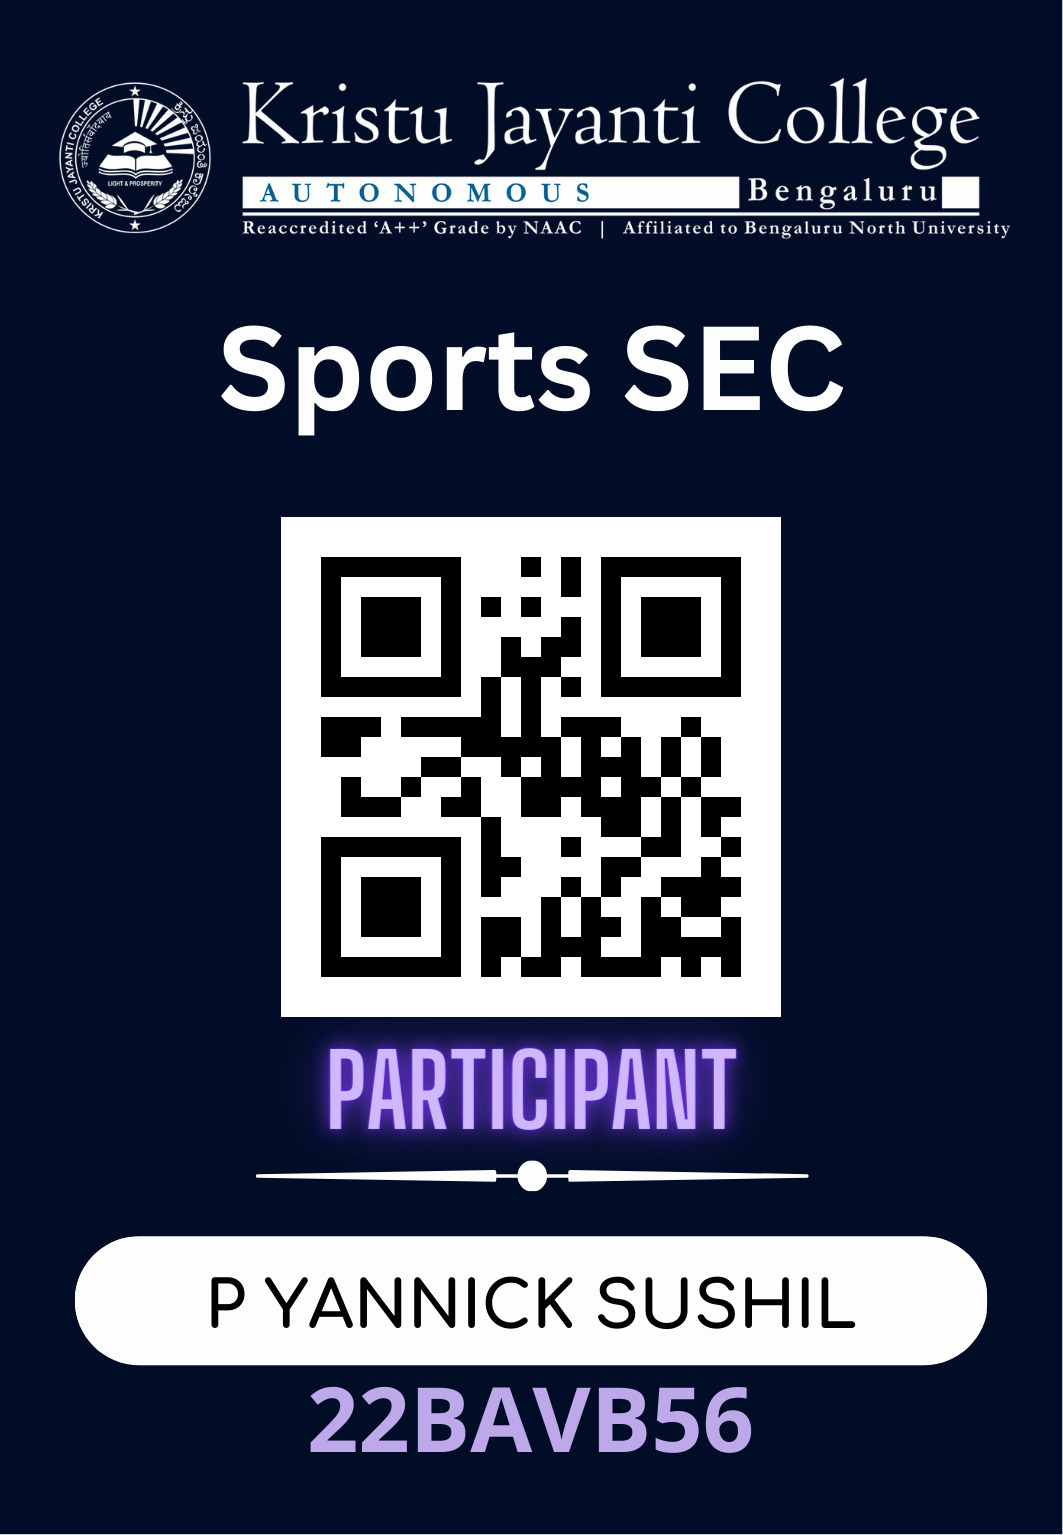 KRISTU JAYANTI COLLEGE
ज्योतिसंवादयाय
LIGHT & PROSPERITY
Kristu Jayanti College
AUTONOMOUS Bengaluru
Reaccredited ‘A++’ Grade by NAAC | Affiliated to Bengaluru North University
Sports SEC
PARTICIPANT
P YANNICK SUSHIL
22BAVB56